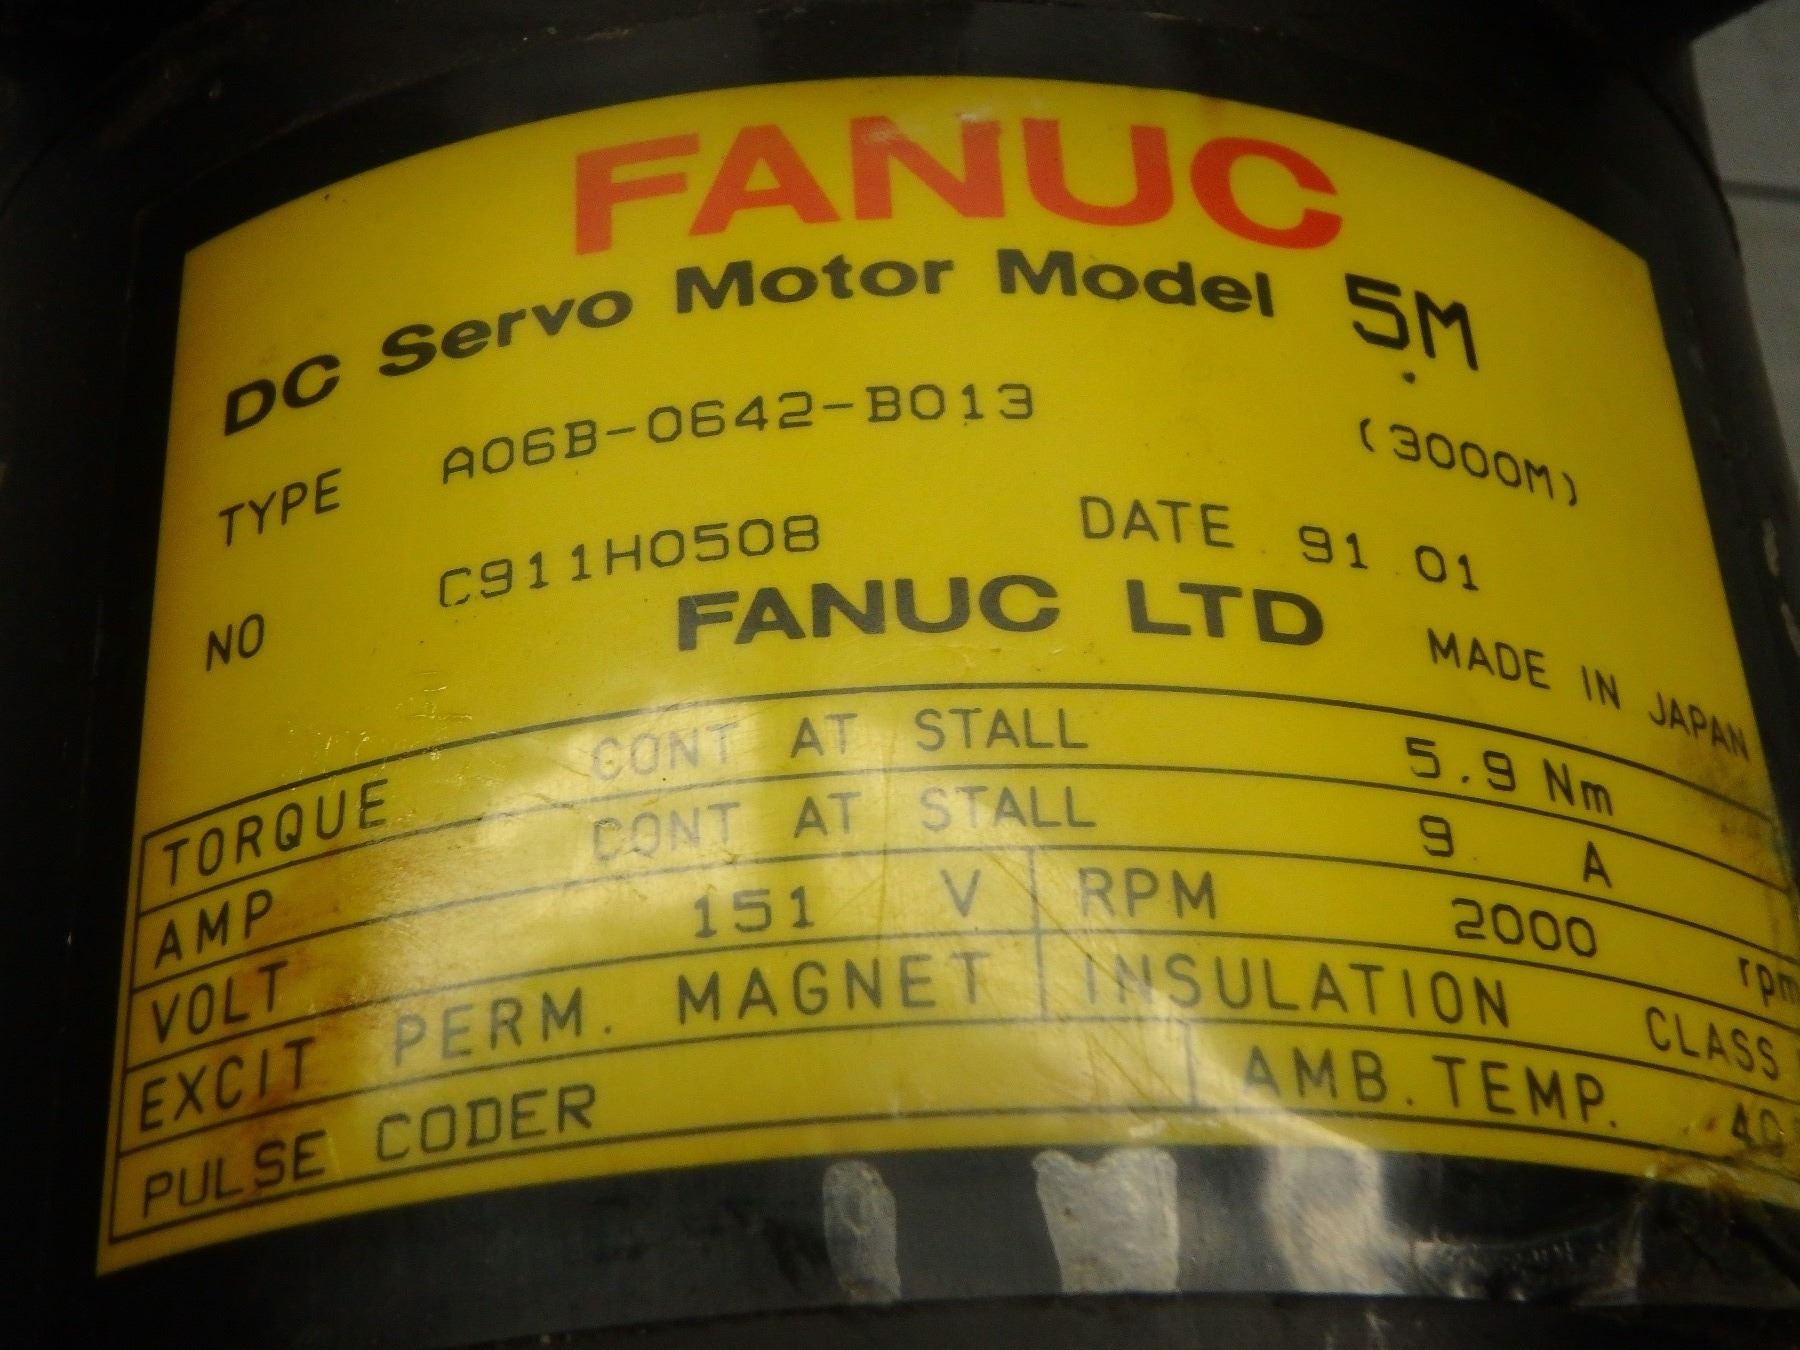 FANUC
DC Servo Motor Model 5M
TYPE A06B-0642-B013 (3000M)
NO C911H0508 DATE 91 01
FANUC LTD MADE IN JAPAN
TORQUE CONT AT STALL 5.9 Nm
AMP CONT AT STALL 9 A
VOLT 151 V RPM 2000 rpm
EXCIT PERM. MAGNET INSULATION CLASS
PULSE CODER AMB. TEMP. 40